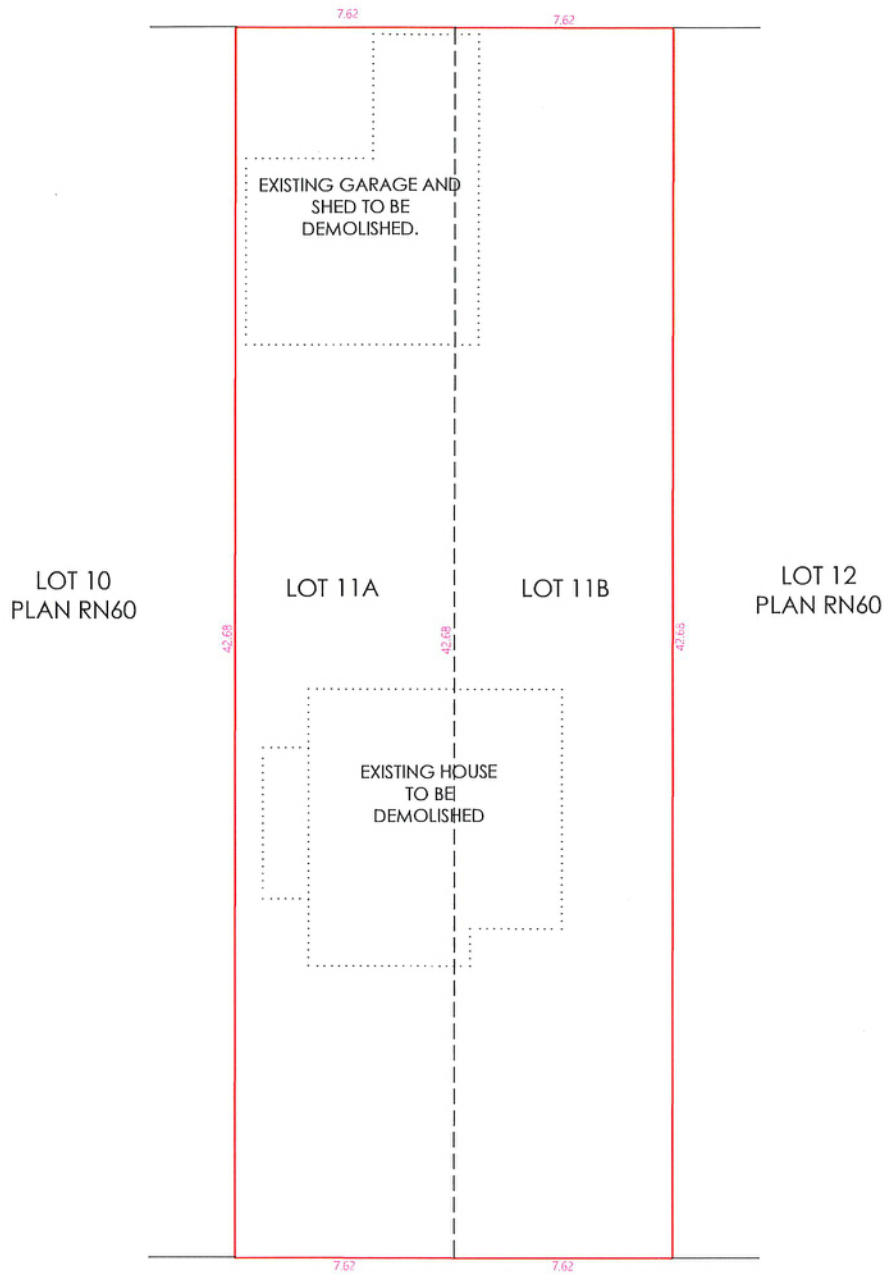 7.62
7.62
EXISTING GARAGE AND
SHED TO BE
DEMOLISHED.
LOT 10
PLAN RN60
LOT 11A
LOT 11B
LOT 12
PLAN RN60
42.68
42.68
42.68
EXISTING HOUSE
TO BE
DEMOLISHED
7.62
7.62